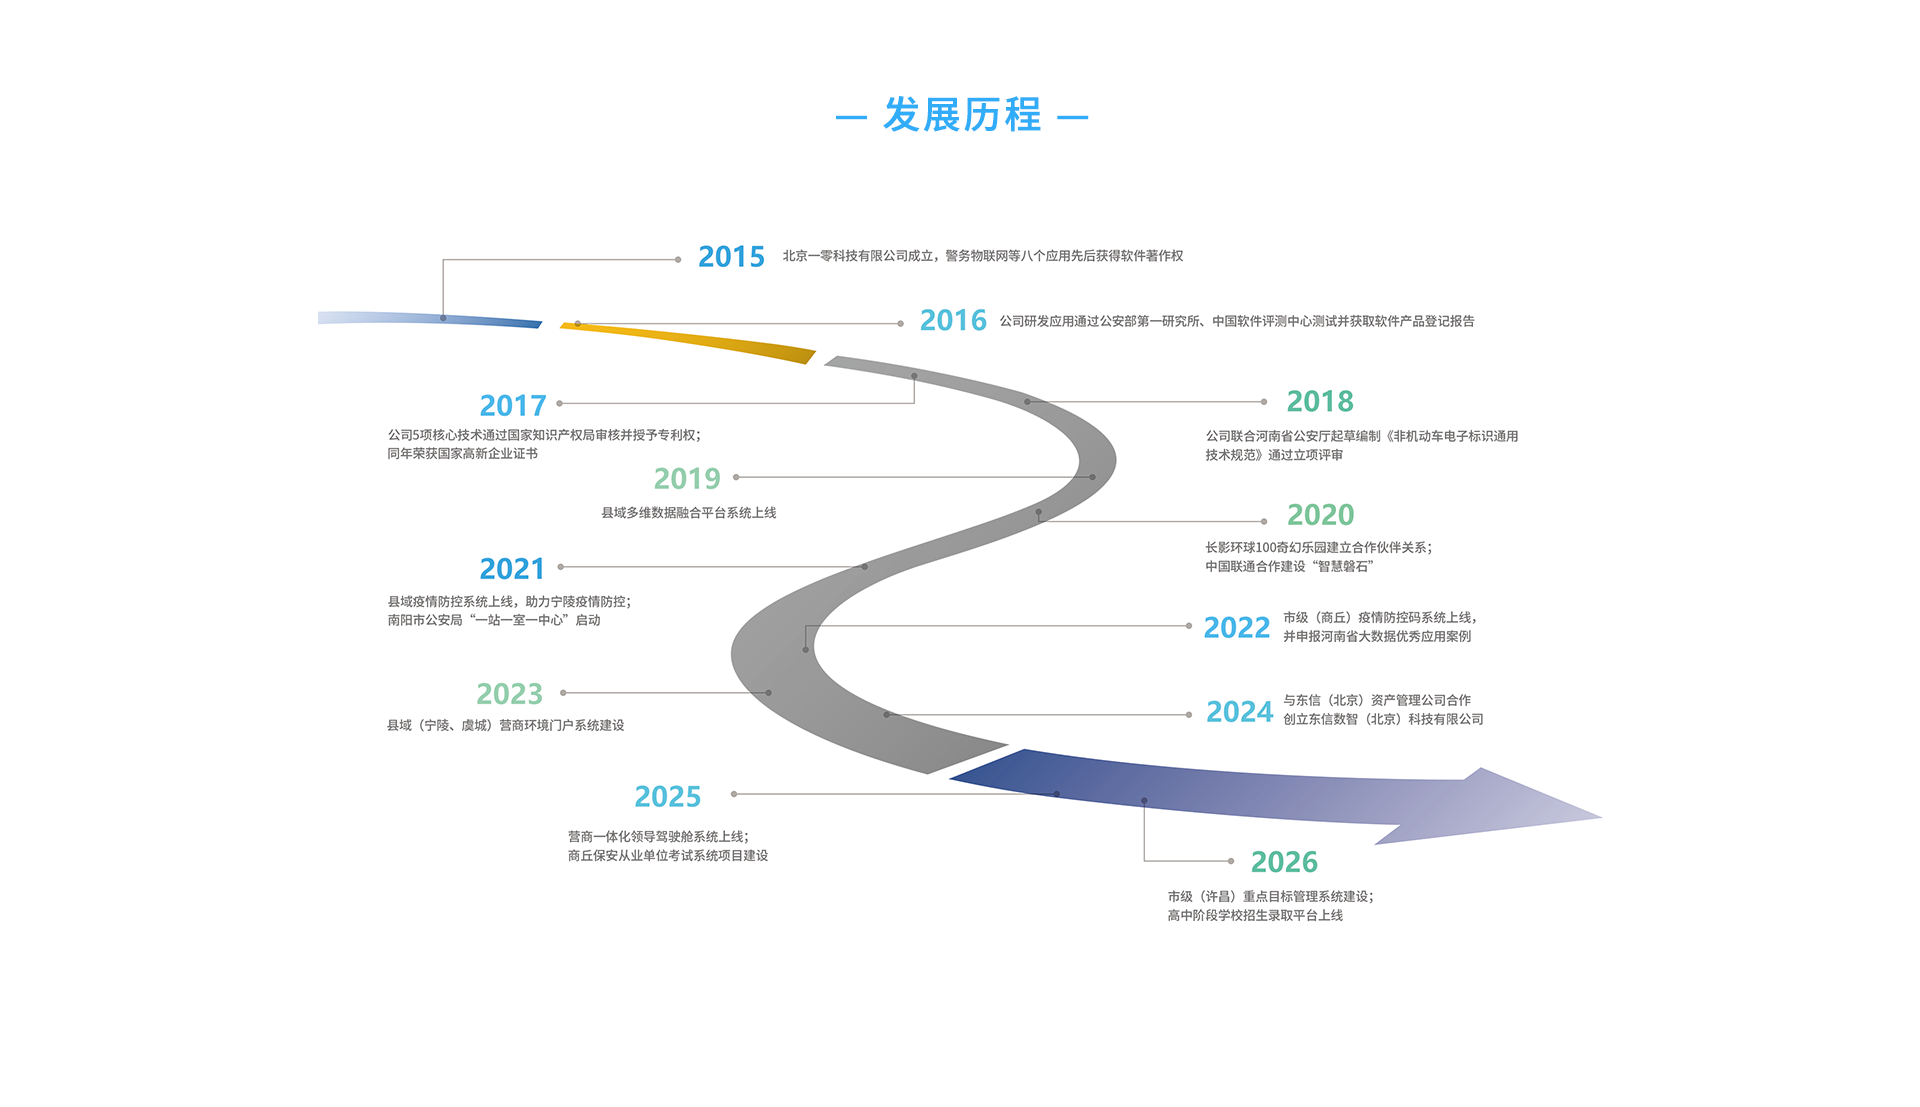 — 发展历程 —
2015
北京一零科技有限公司成立，警务物联网等八个应用先后获得软件著作权
2016
公司研发应用通过公安部第一研究所、中国软件评测中心测试并获取软件产品登记报告
2017
公司5项核心技术通过国家知识产权局审核并授予专利权；
同年荣获国家高新企业证书
2018
公司联合河南省公安厅起草编制《非机动车电子标识通用
技术规范》通过立项评审
2019
县域多维数据融合平台系统上线
2020
长影环球100奇幻乐园建立合作伙伴关系；
中国联通合作建设“智慧磐石”
2021
县域疫情防控系统上线，助力宁陵疫情防控；
南阳市公安局“一站一室一中心”启动
2022
市级（商丘）疫情防控码系统上线，
并申报河南省大数据优秀应用案例
2023
县域（宁陵、虞城）营商环境门户系统建设
2024
与东信（北京）资产管理公司合作
创立东信数智（北京）科技有限公司
2025
营商一体化领导驾驶舱系统上线；
商丘保安从业单位考试系统项目建设
2026
市级（许昌）重点目标管理系统建设；
高中阶段学校招生录取平台上线